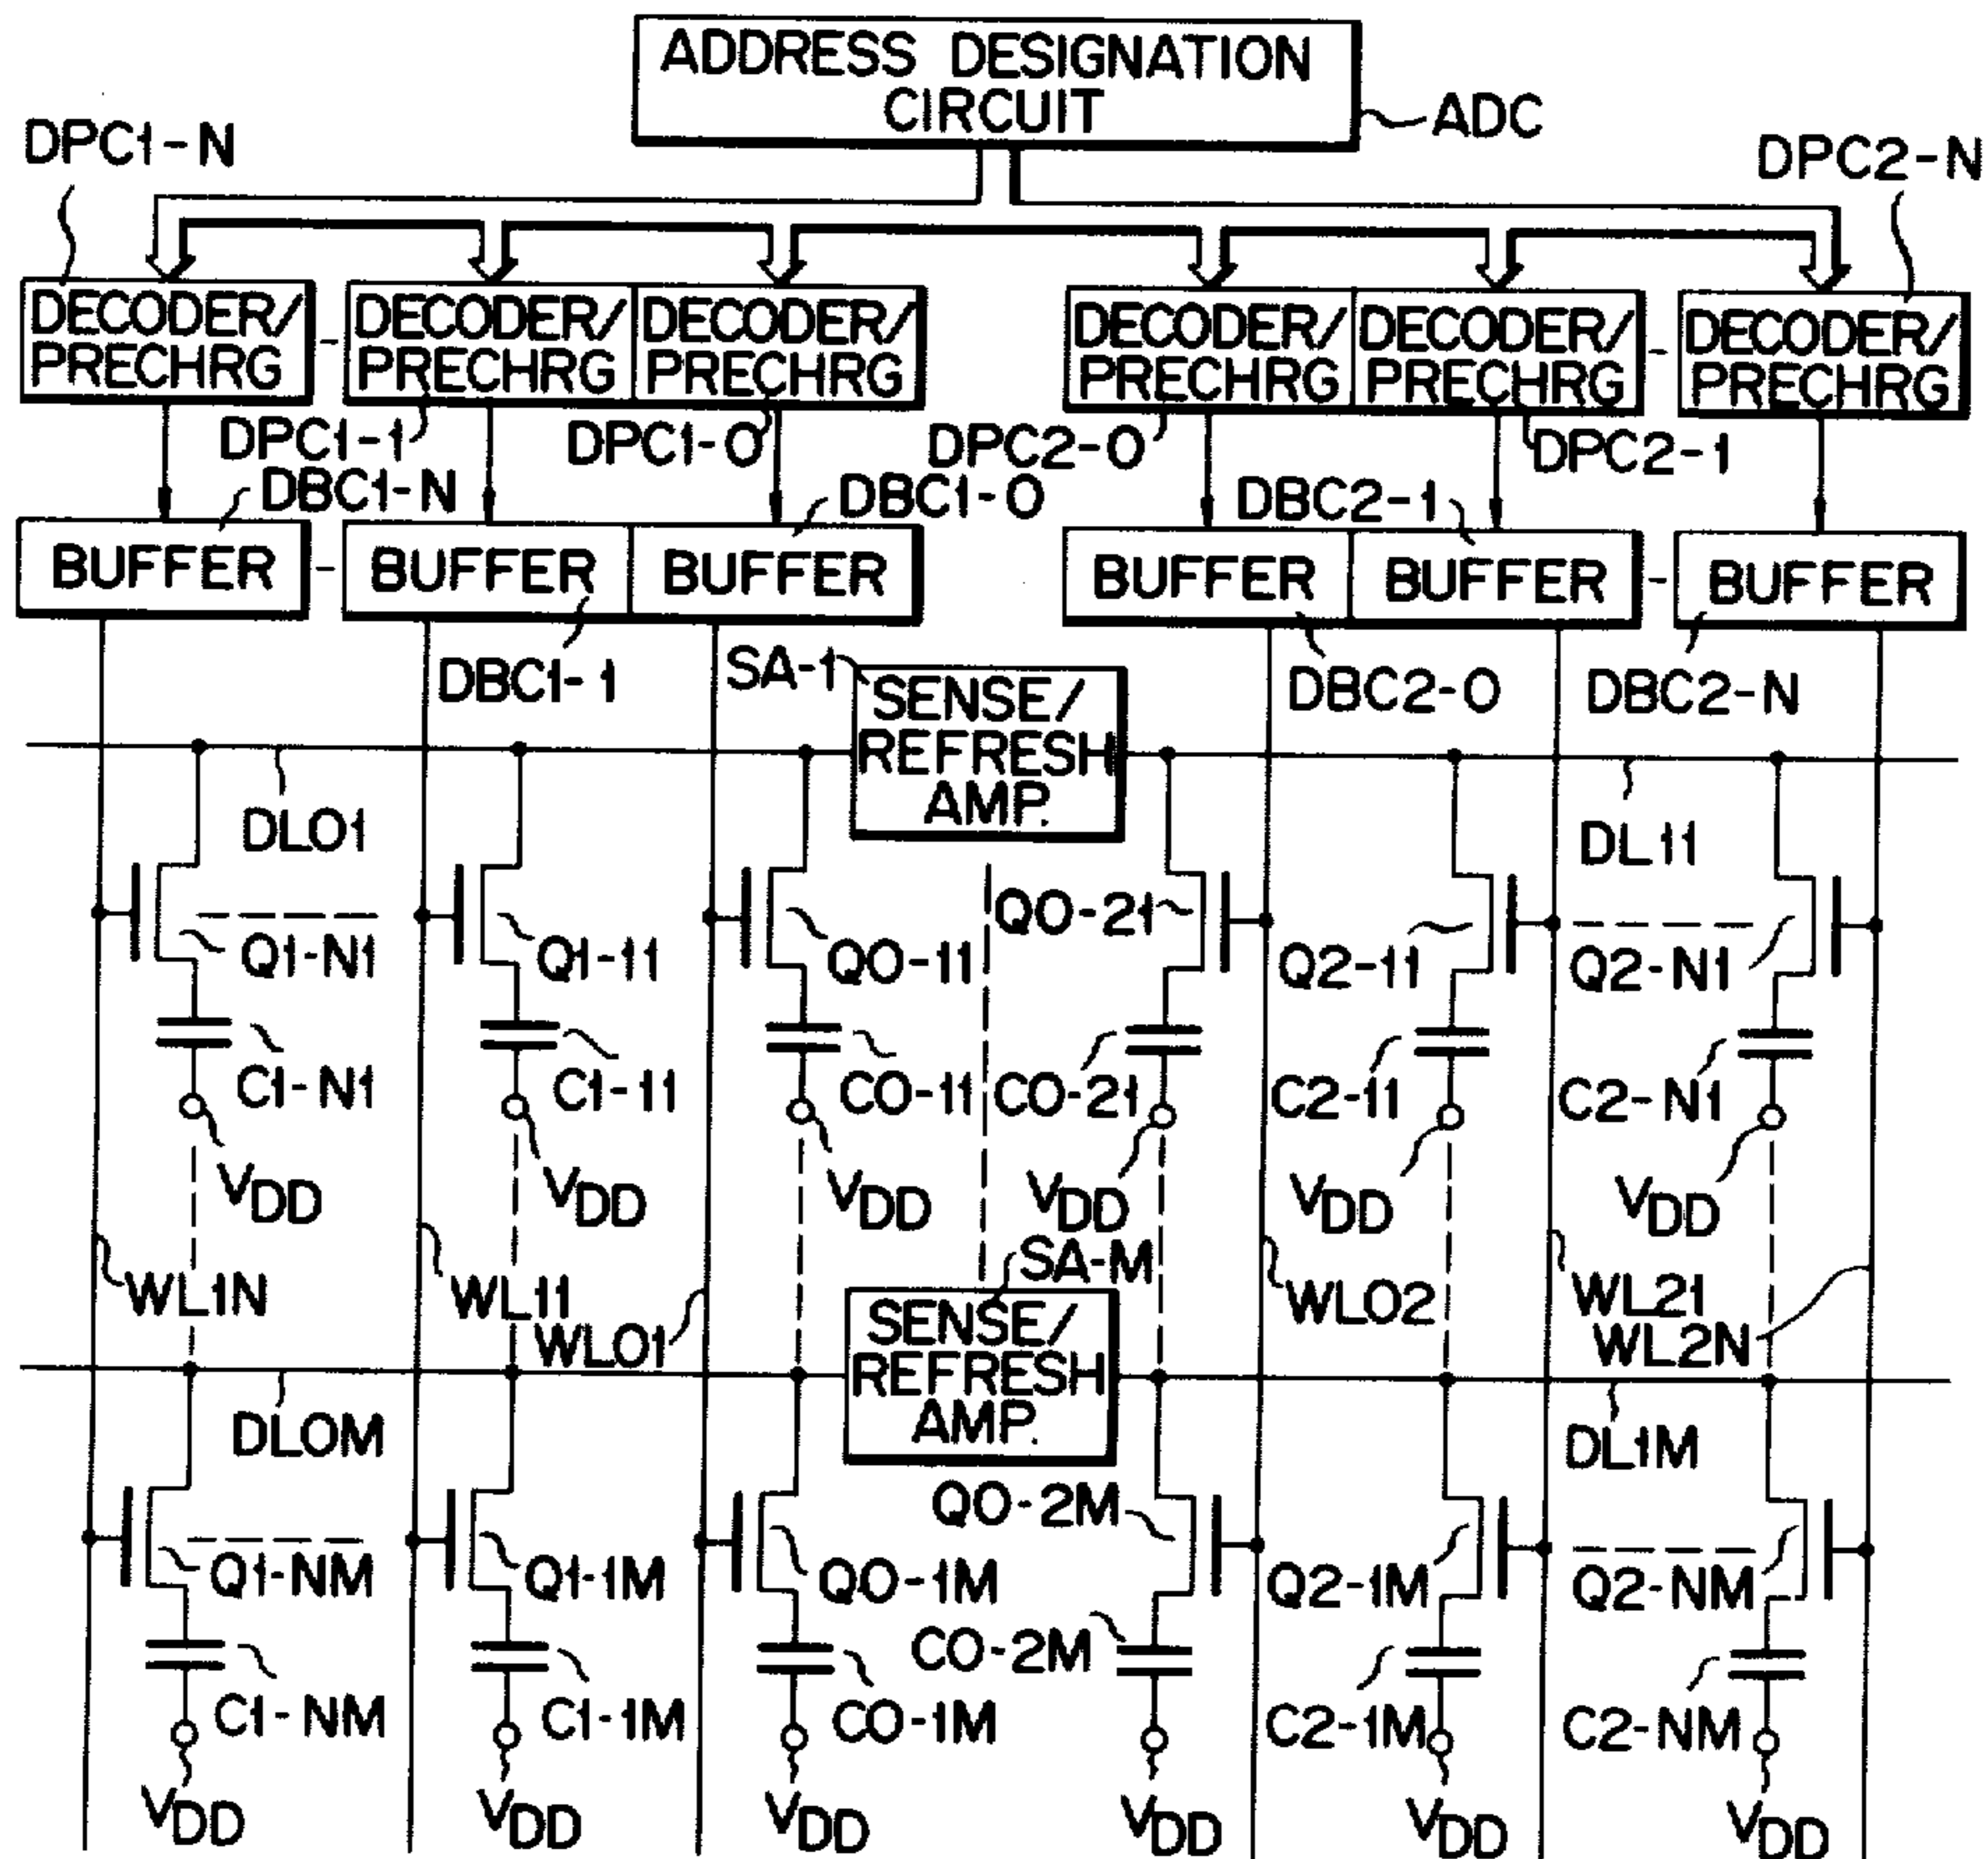 ADDRESS DESIGNATION
CIRCUIT
ADC
DPC1-N
DPC2-N
DECODER/
PRECHRG
DECODER/
PRECHRG
DECODER/
PRECHRG
DECODER/
PRECHRG
DECODER/
PRECHRG
DECODER/
PRECHRG
DPC1-1
DPC1-0
DPC2-0
DPC2-1
DBC1-N
DBC1-0
DBC2-1
BUFFER
BUFFER
BUFFER
BUFFER
BUFFER
BUFFER
DBC1-1
SA-1
DBC2-0
DBC2-N
SENSE/
REFRESH
AMP.
DL01
DL11
Q1-N1
Q1-11
Q0-11
Q0-21
Q2-11
Q2-N1
C1-N1
C1-11
C0-11
C0-21
C2-11
C2-N1
VDD
VDD
VDD
VDD
VDD
VDD
SA-M
WL1N
WL11
WL01
WL02
WL21
WL2N
SENSE/
REFRESH
AMP.
DL0M
DL1M
Q1-NM
Q1-1M
Q0-1M
Q0-2M
Q2-1M
Q2-NM
C1-NM
C1-1M
C0-1M
C0-2M
C2-1M
C2-NM
VDD
VDD
VDD
VDD
VDD
VDD